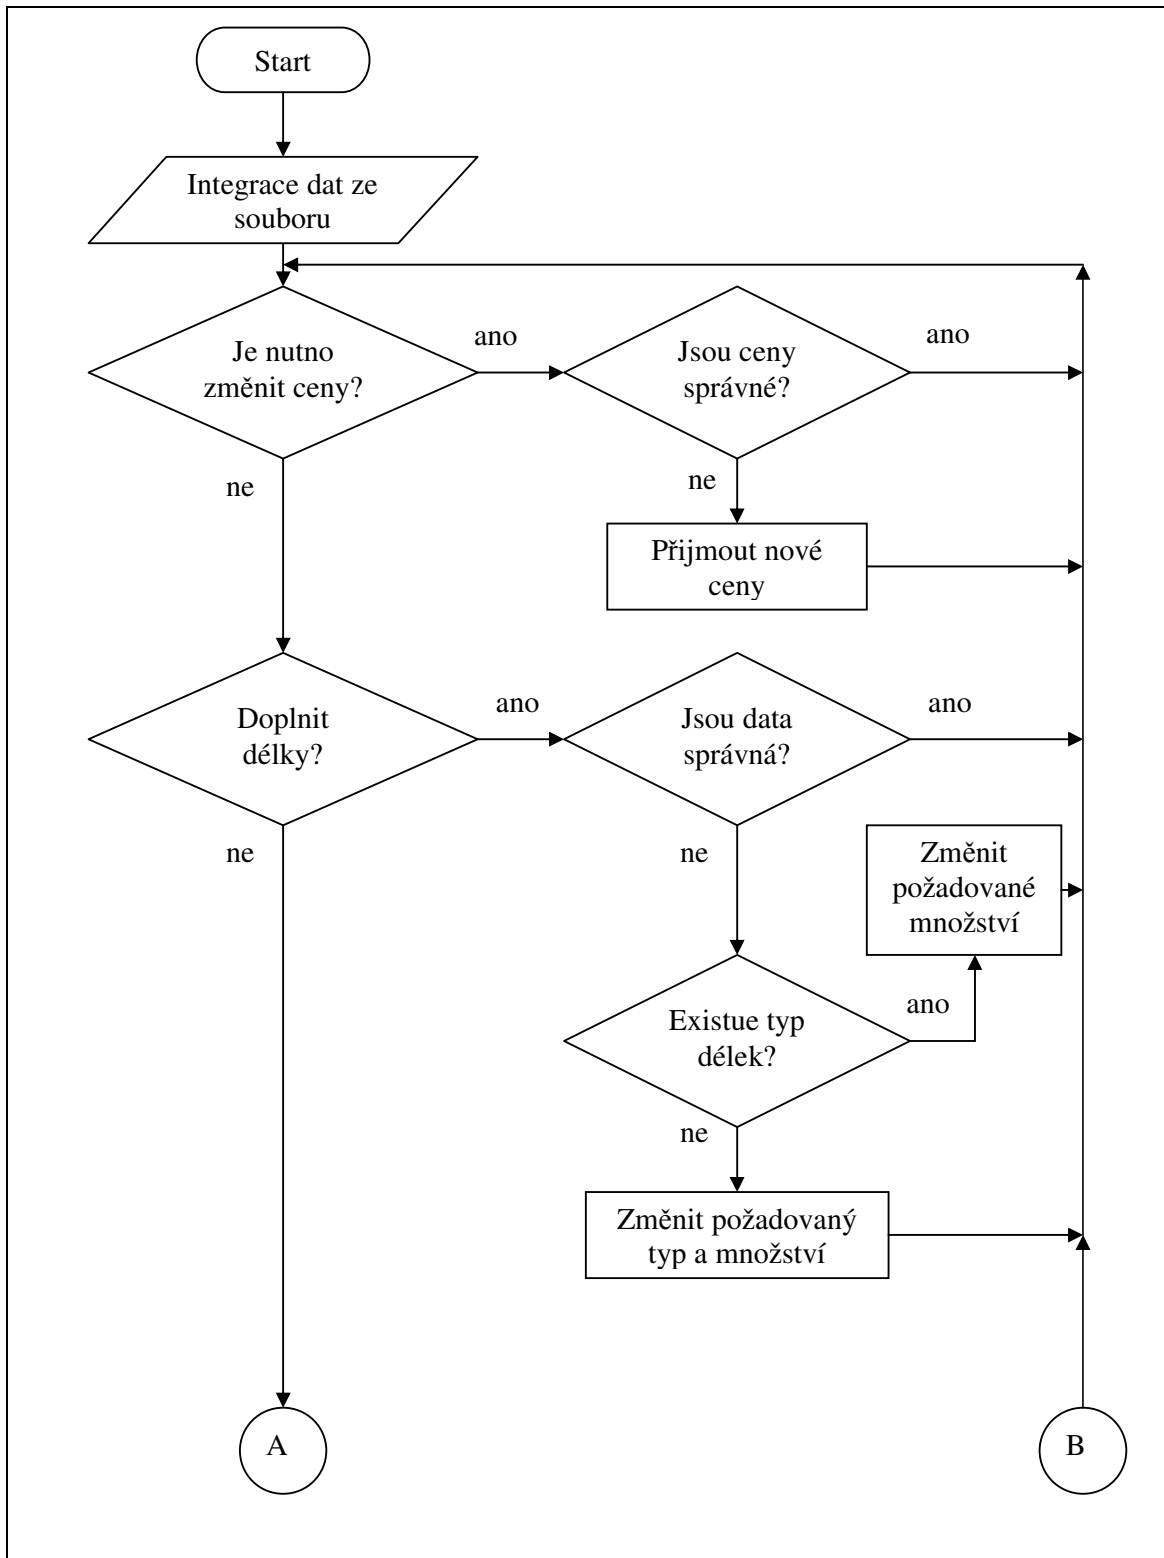 Start
Integrace dat ze
souboru
Je nutno
změnit ceny?
ano
Jsou ceny
správné?
ano
ne
ne
Přijmout nové
ceny
Doplnit
délky?
ano
Jsou data
správná?
ano
ne
ne
Změnit
požadované
množství
Existue typ
délek?
ano
ne
Změnit požadovaný
typ a množství
A
B